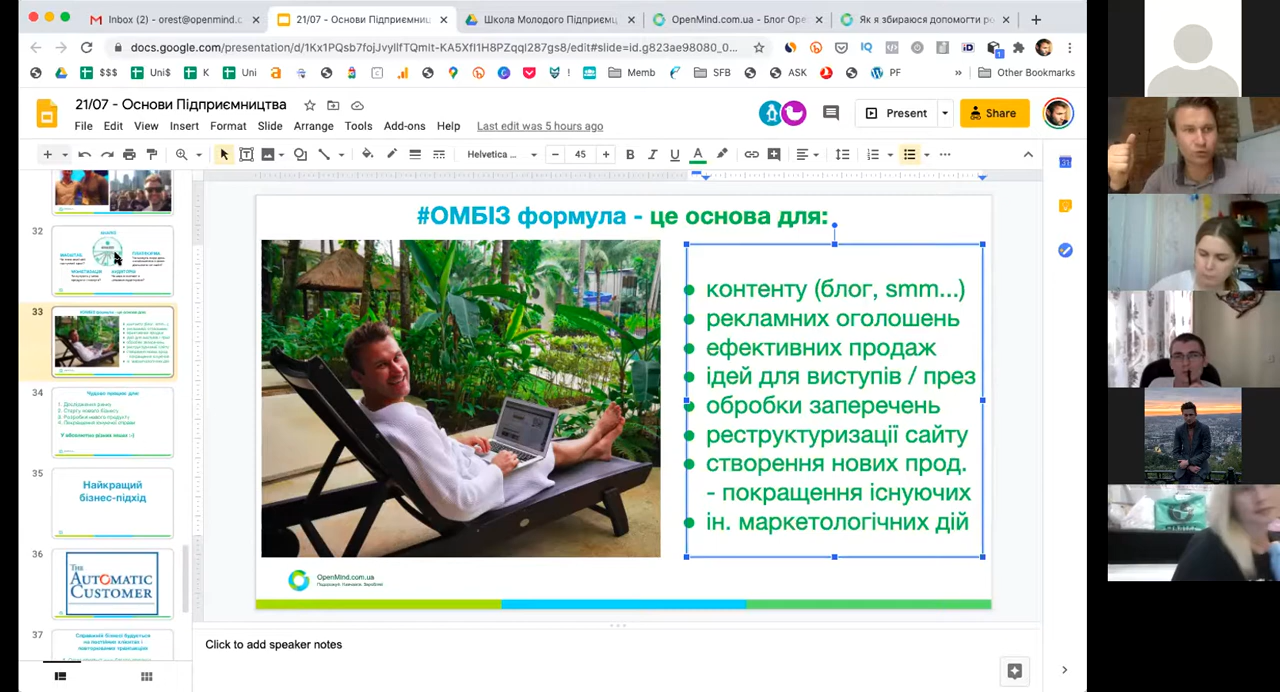 Inbox (2) - orest@openmind.c
21/07 - Основи Підприємниц
Школа Молодого Підприємц
OpenMind.com.ua - Блог Ope
Як я збираюся допомогти ро
docs.google.com/presentation/d/1Kx1PQsb7fojJvyllfTQmlt-KA5XfI1H8PZqql287gs8/edit#slide=id.g823ae98080_0...
$$$
Uni$
K
Uni
Memb
SFB
ASK
PF
Other Bookmarks
21/07 - Основи Підприємництва
File Edit View Insert Format Slide Arrange Tools Add-ons Help Last edit was 5 hours ago
Present
Share
Helvetica ...
45
32
33
34
35
Найкращий
бізнес-підхід
36
THE
AUTOMATIC
CUSTOMER
37
#ОМБІЗ формула - це основа для:
контенту (блог, smm...)
рекламних оголошень
ефективних продаж
ідей для виступів / през
обробки заперечень
реструктуризації сайту
створення нових прод.
- покращення існуючих
ін. маркетологічних дій
OpenMind.com.ua
Click to add speaker notes